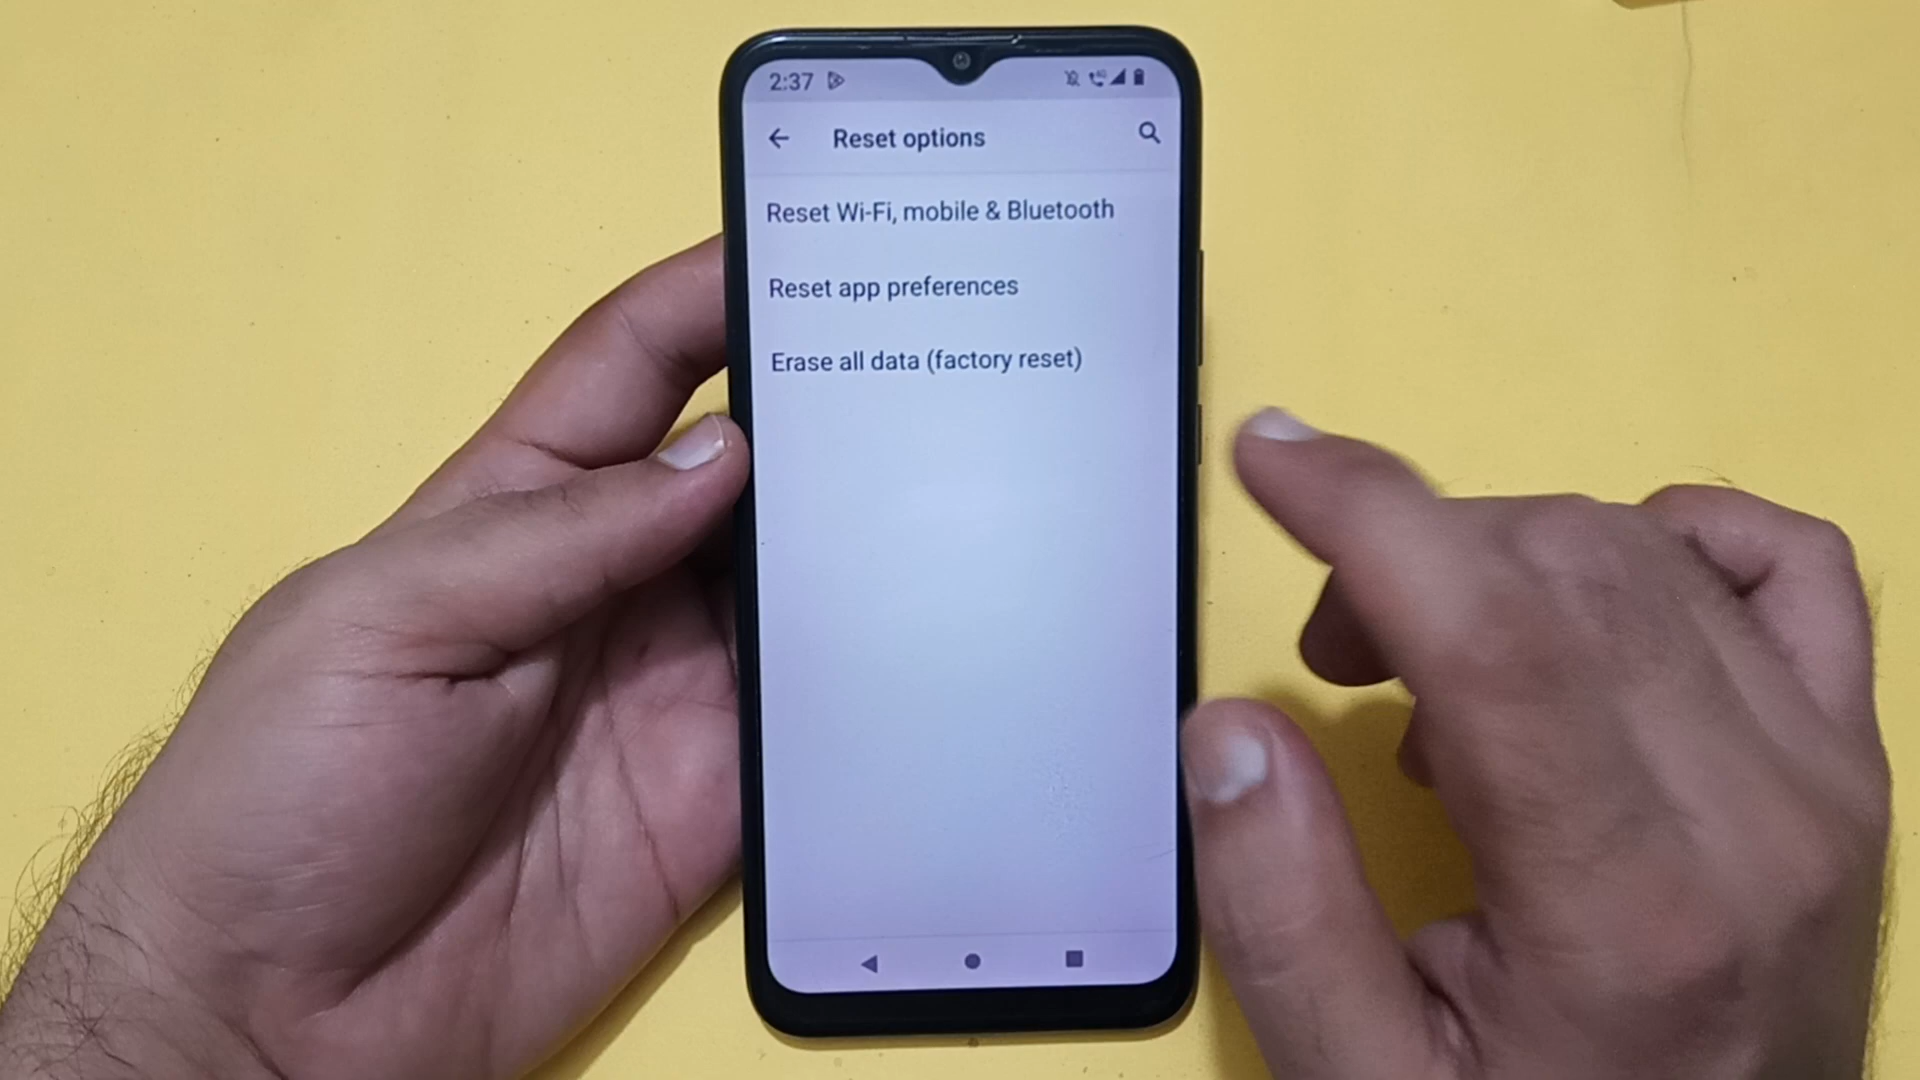 2:37
Reset options
Reset Wi-Fi, mobile & Bluetooth
Reset app preferences
Erase all data (factory reset)